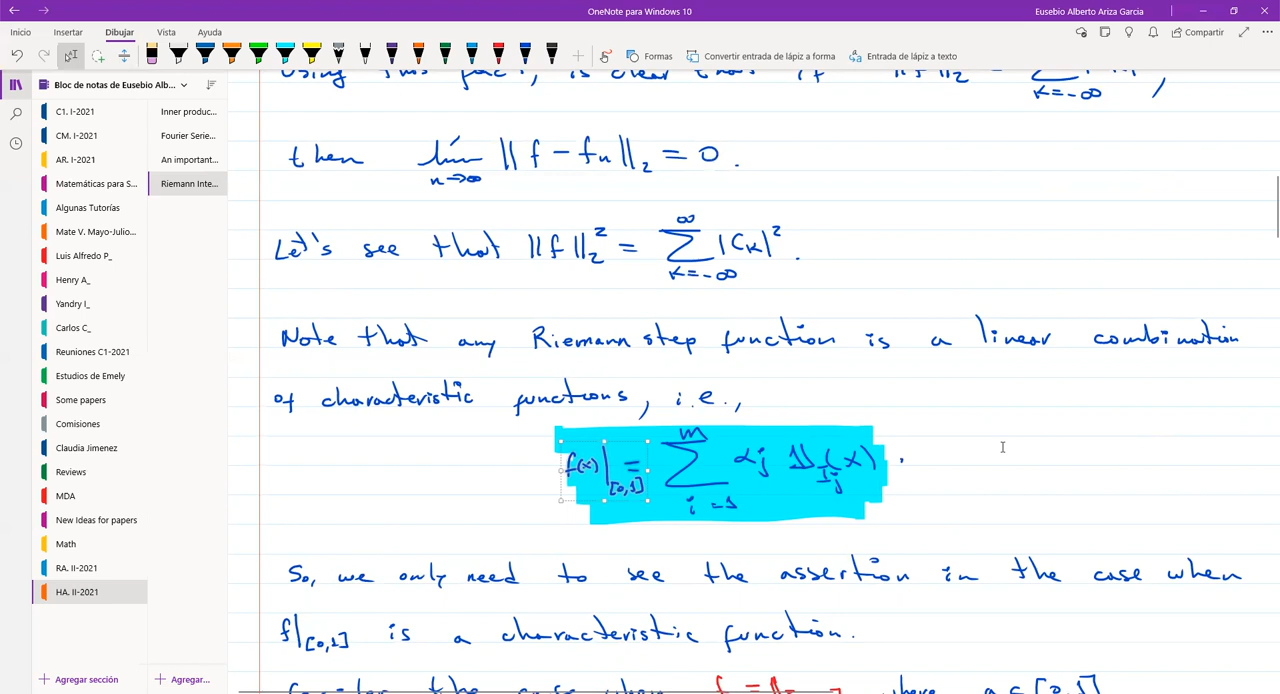 OneNote para Windows 10
Eusebio Alberto Ariza Garcia
Inicio Insertar Dibujar Vista Ayuda
Compartir
Formas Convertir entrada de lápiz a forma Entrada de lápiz a texto
Bloc de notas de Eusebio Alb...
C1. I-2021
CM. I-2021
AR. I-2021
Matemáticas para S...
Algunas Tutorías
Mate V. Mayo-Julio...
Luis Alfredo P_
Henry A_
Yandry I_
Carlos C_
Reuniones C1-2021
Estudios de Emely
Some papers
Comisiones
Claudia Jimenez
Reviews
MDA
New Ideas for papers
Math
RA. II-2021
HA. II-2021
Agregar sección
Inner produc...
Fourier Serie...
An important...
Riemann Inte...
Agregar...
then lím n→∞ ‖f − fn‖₂ = 0.
Let's see that ‖f‖₂² = ∑ k=-∞ ∞ |Ck|².
Note that any Riemann step function is a linear combination
of characteristic functions, i.e.,
f(x)|[0,1] = ∑ i=1 m αj 𝟙Ij(x).
So, we only need to see the assertion in the case when
f|[0,1] is a characteristic function.